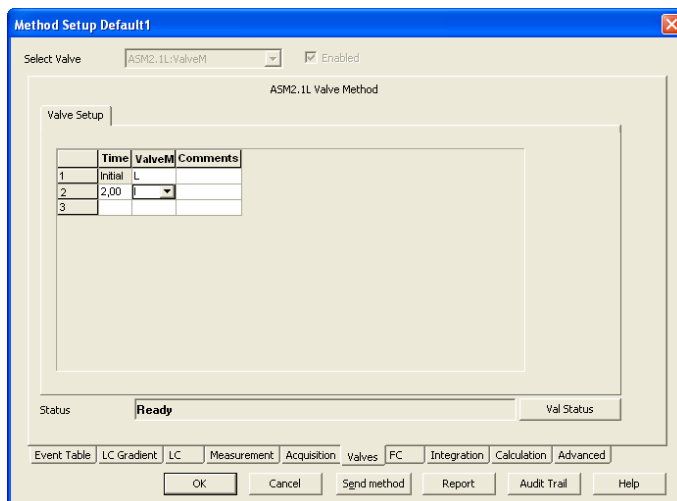 Method Setup Default1
Select Valve ASM2.1L:ValveM Enabled
ASM2.1L Valve Method
Valve Setup
Time ValveM Comments
1 Initial L
2 2,00 I
3
Status Ready Val Status
Event Table LC Gradient LC Measurement Acquisition Valves FC Integration Calculation Advanced
OK Cancel Send method Report Audit Trail Help